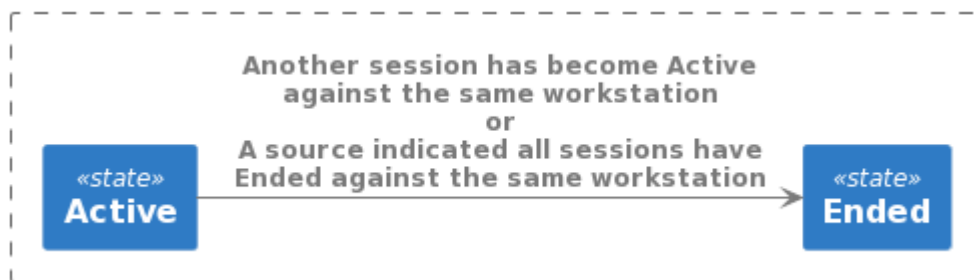 Another session has become Active
against the same workstation
or
A source indicated all sessions have
Ended against the same workstation
«state»
Active
«state»
Ended